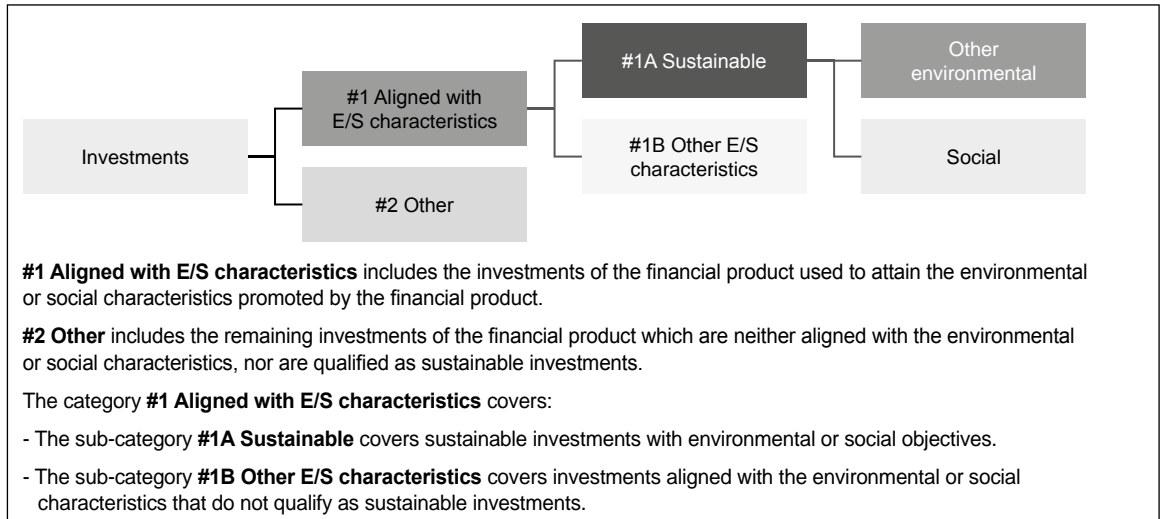 Investments
#1 Aligned with
E/S characteristics
#2 Other
#1A Sustainable
#1B Other E/S
characteristics
Other
environmental
Social
#1 Aligned with E/S characteristics includes the investments of the financial product used to attain the environmental
or social characteristics promoted by the financial product.
#2 Other includes the remaining investments of the financial product which are neither aligned with the environmental
or social characteristics, nor are qualified as sustainable investments.
The category #1 Aligned with E/S characteristics covers:
- The sub-category #1A Sustainable covers sustainable investments with environmental or social objectives.
- The sub-category #1B Other E/S characteristics covers investments aligned with the environmental or social
characteristics that do not qualify as sustainable investments.